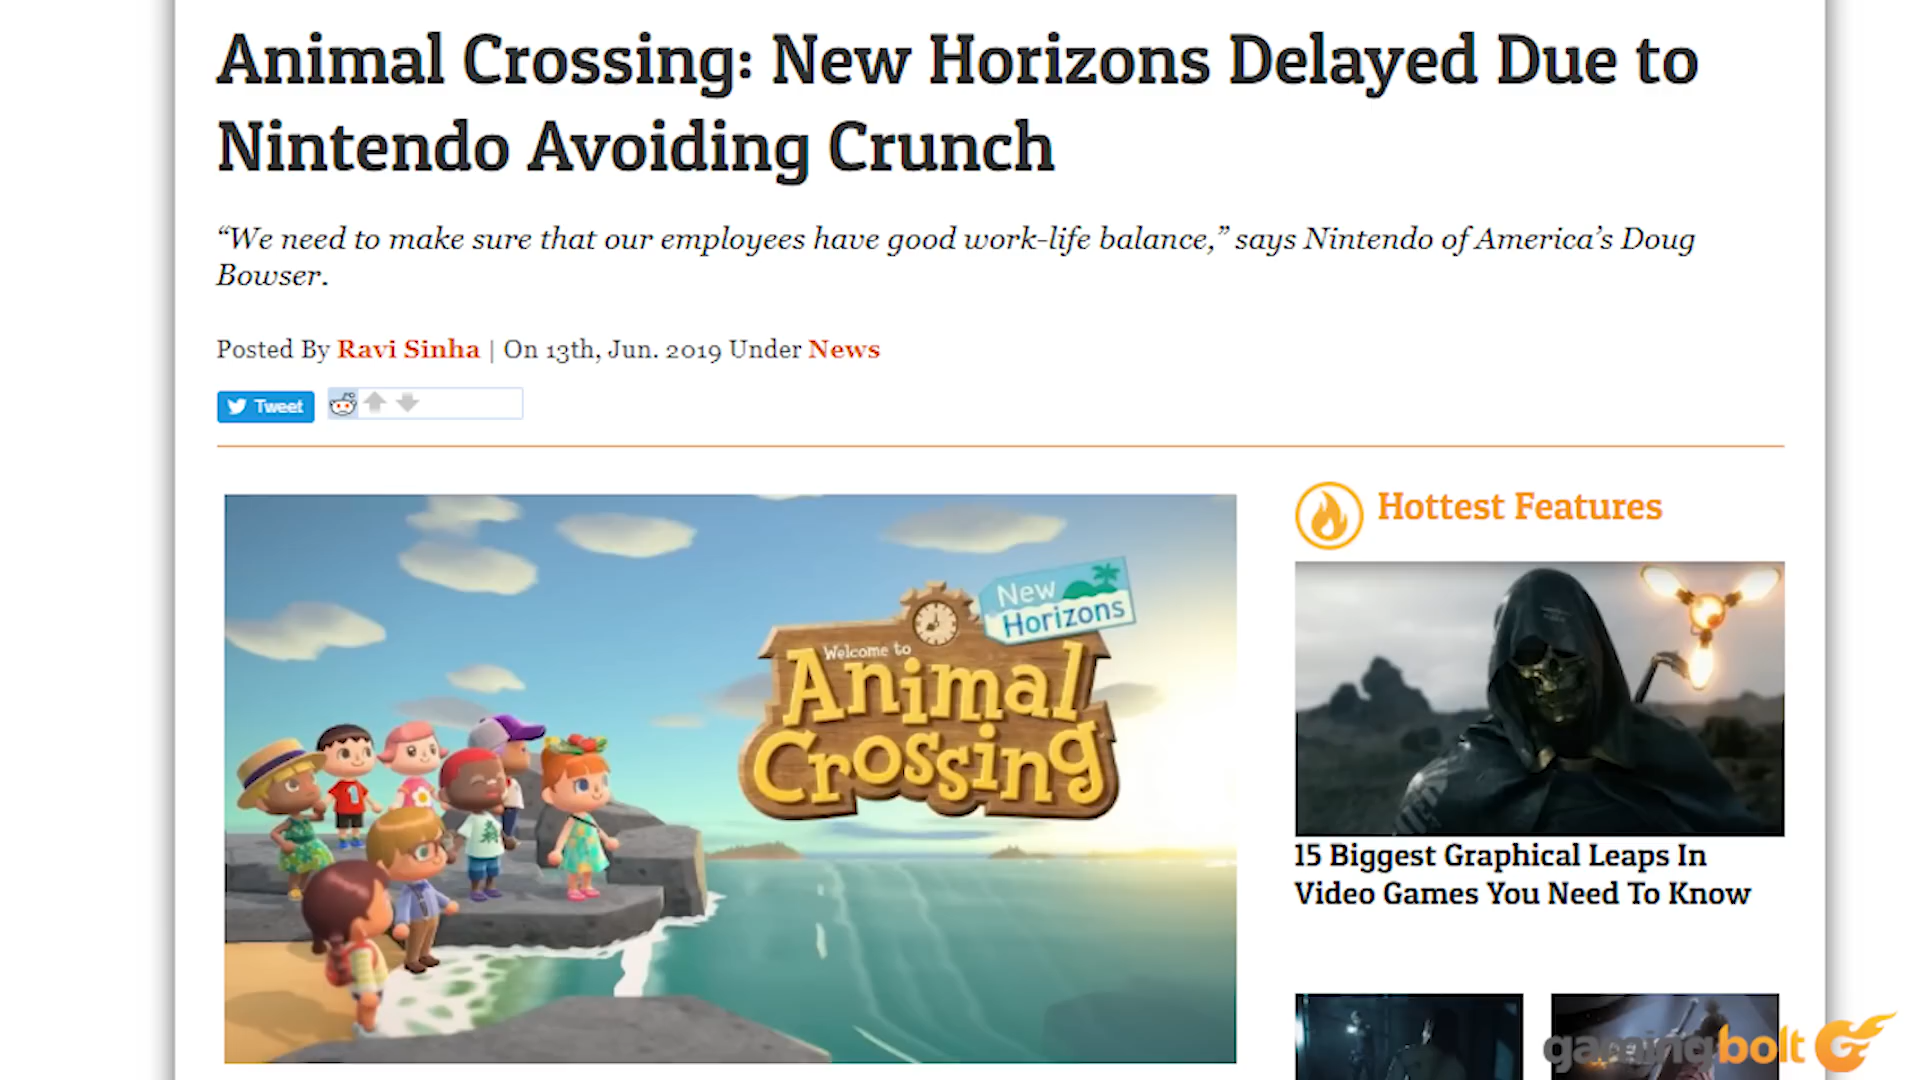 Animal Crossing: New Horizons Delayed Due to
Nintendo Avoiding Crunch
“We need to make sure that our employees have good work-life balance,” says Nintendo of America’s Doug
Bowser.
Posted By Ravi Sinha | On 13th, Jun. 2019 Under News
Tweet
New
Horizons
Welcome to
Animal
Crossing
1
Hottest Features
15 Biggest Graphical Leaps In
Video Games You Need To Know
gamingbolt